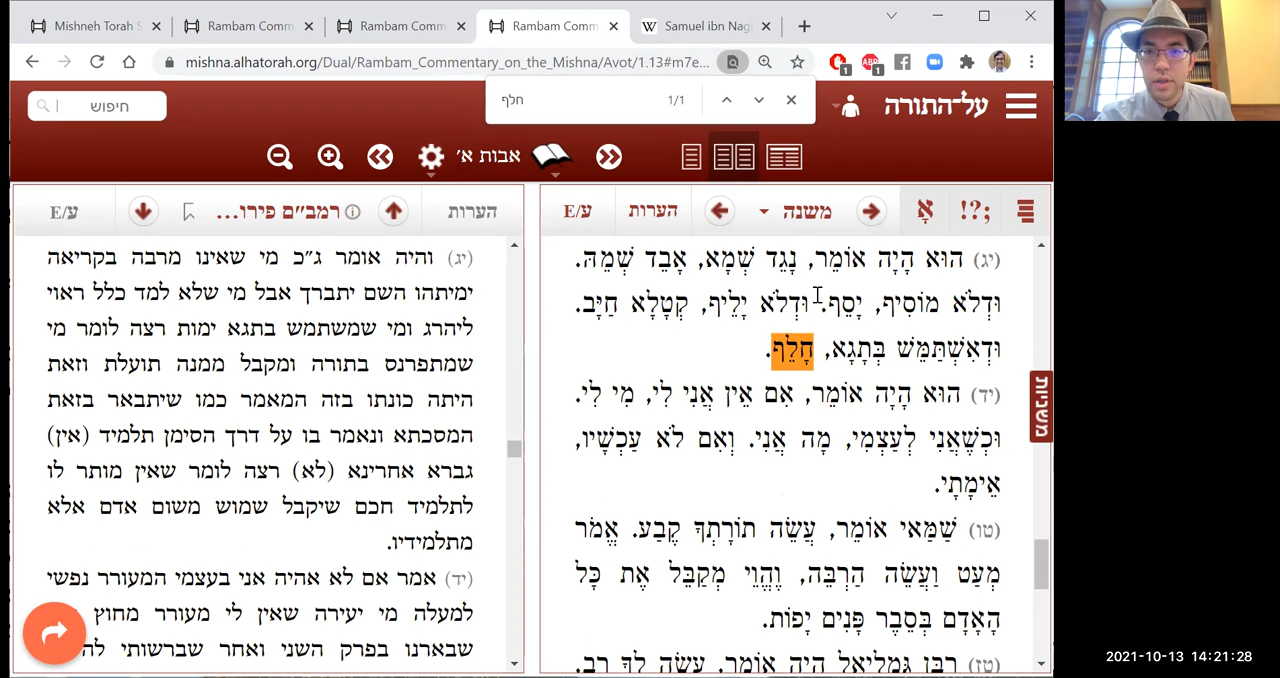 Mishneh Torah S
Rambam Comm
Rambam Comm
Rambam Comm
Samuel ibn Nag
mishna.alhatorah.org/Dual/Rambam_Commentary_on_the_Mishna/Avot/1.13#m7e...
חלף
1/1
חיפוש
על־התורה
אבות א׳
ע/E
רמב״ם פירו...
הערות
ע/E
הערות
משנה
;?!
אָ
(יג) הוּא הָיָה אוֹמֵר, נָגֵד שְׁמָא, אָבֵד שְׁמֵהּ.
וּדְלֹא מוֹסִיף, יָסֵף. וּדְלֹא יָלֵיף, קְטָלָא חַיָּב.
וּדְאִשְׁתַּמֵּשׁ בְּתָגָא, חָלֵף.
(יד) הוּא הָיָה אוֹמֵר, אִם אֵין אֲנִי לִי, מִי לִי.
וּכְשֶׁאֲנִי לְעַצְמִי, מָה אֲנִי. וְאִם לֹא עַכְשָׁיו,
אֵימָתָי.
(טו) שַׁמַּאי אוֹמֵר, עֲשֵׂה תוֹרָתְךָ קֶבַע. אֱמֹר
מְעַט וַעֲשֵׂה הַרְבֵּה, וֶהֱוֵי מְקַבֵּל אֶת כָּל
הָאָדָם בְּסֵבֶר פָּנִים יָפוֹת.
(טז) רַבָּן גַּמְלִיאֵל הָיָה אוֹמֵר. עֲשֵׂה לְךָ רַב.
(יג) והיה אומר ג״כ מי שאינו מרבה בקריאה
ימיתהו השם יתברך אבל מי שלא למד כלל ראוי
ליהרג ומי שמשתמש בתגא ימות רצה לומר מי
שמתפרנס בתורה ומקבל ממנה תועלת וזאת
היתה כונתו בזה המאמר כמו שיתבאר בזאת
המסכתא ונאמר בו על דרך הסימן תלמיד (אין)
גברא אחרינא (לא) רצה לומר שאין מותר לו
לתלמיד חכם שיקבל שמוש משום אדם אלא
מתלמידיו.
(יד) אמר אם לא אהיה אני בעצמי המעורר נפשי
למעלה מי יעירה שאין לי מעורר מחוץ
שבארנו בפרק השני ואחר שברשותי
משניות
2021-10-13 14:21:28